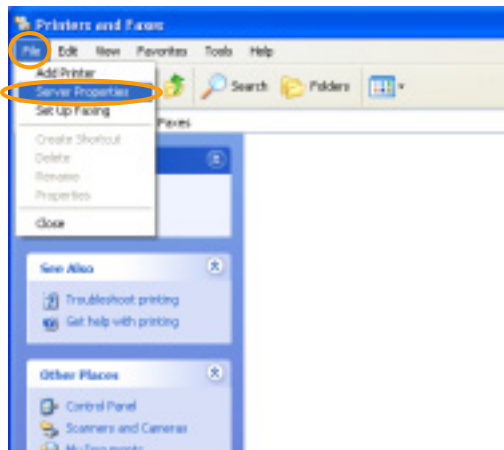 Printers and Faxes
File Edit View Favorites Tools Help
Add Printer
Server Properties
Set Up Faxing
Search Folders
Faxes
Create Shortcut
Delete
Rename
Properties
Close
See Also
Troubleshoot printing
Get help with printing
Other Places
Control Panel
Scanners and Cameras
My Documents